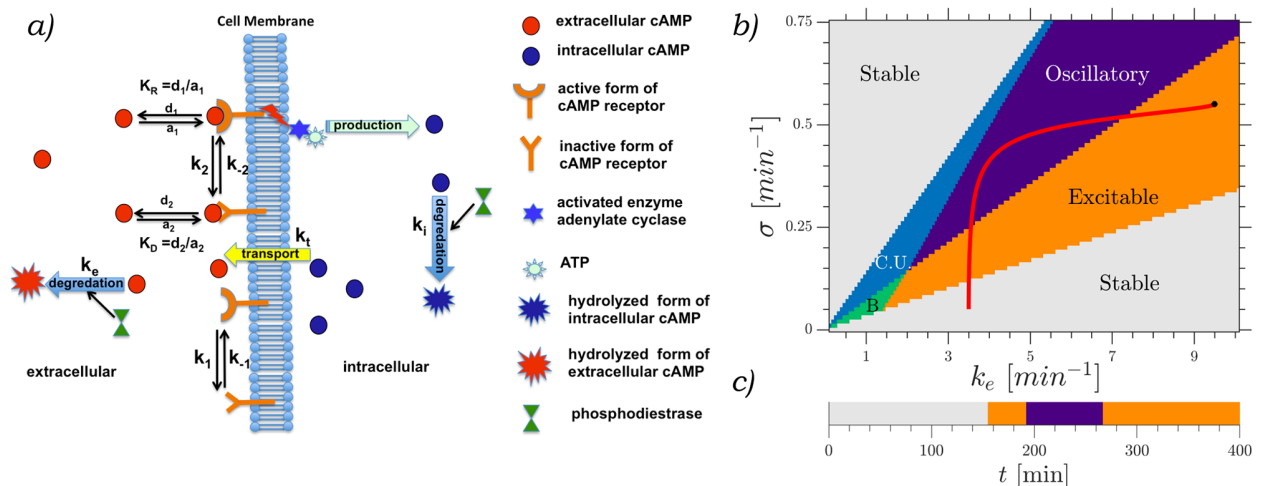 a)
Cell Membrane
K_R =d_1/a_1
d_1
a_1
k_2
k_-2
d_2
a_2
K_D =d_2/a_2
k_e
degredation
production
k_t
transport
k_i
degredation
k_1
k_-1
extracellular
intracellular
extracellular cAMP
intracellular cAMP
active form of
cAMP receptor
inactive form of
cAMP receptor
activated enzyme
adenylate cyclase
ATP
hydrolyzed form of
intracellular cAMP
hydrolyzed form of
extracellular cAMP
phosphodiestrase
b)
0.75
0.5
0.25
0
σ [min^-1]
Stable
Oscillatory
Excitable
C.U.
B
Stable
1 3 5 7 9
k_e [min^-1]
c)
0 100 200 300 400
t [min]